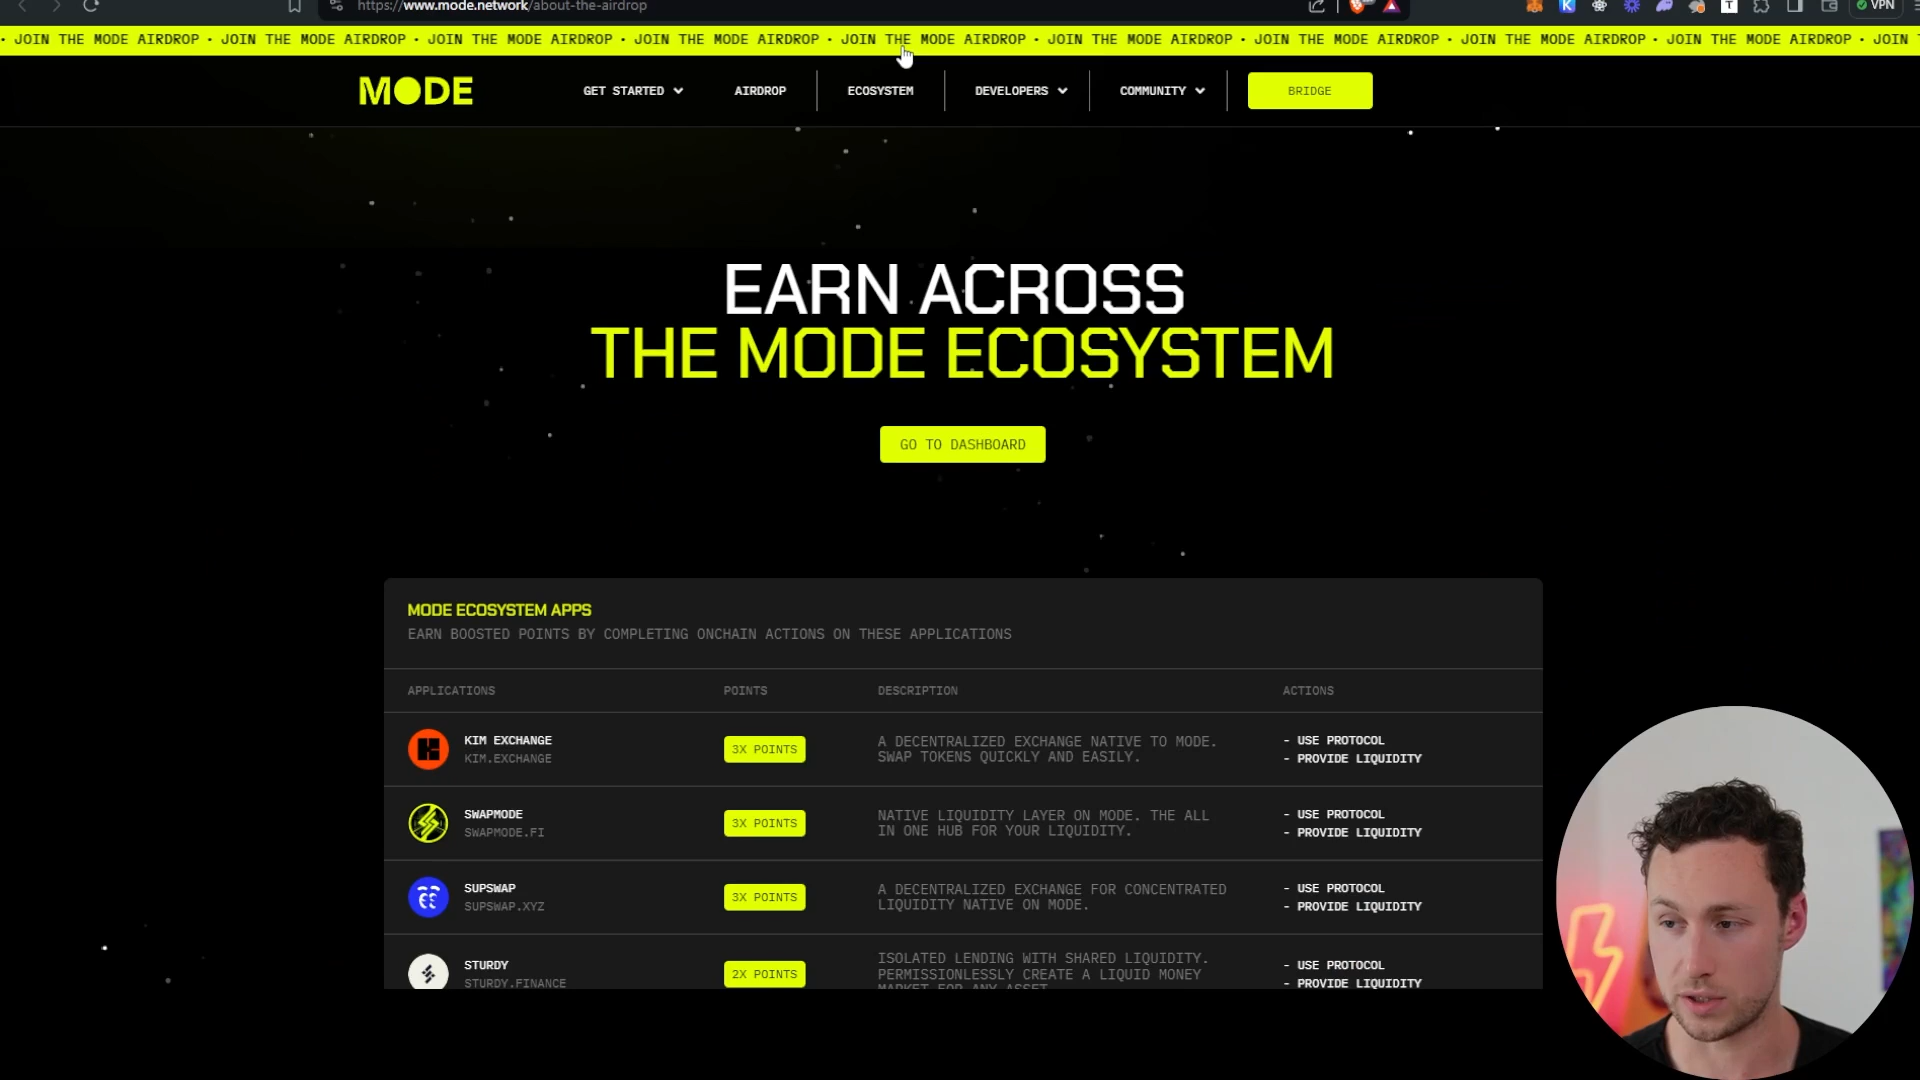 https://www.mode.network/about-the-airdrop
VPN
• JOIN THE MODE AIRDROP • JOIN THE MODE AIRDROP • JOIN THE MODE AIRDROP • JOIN THE MODE AIRDROP • JOIN THE MODE AIRDROP • JOIN THE MODE AIRDROP • JOIN THE MODE AIRDROP • JOIN THE MODE AIRDROP • JOIN THE MODE AIRDROP • JOIN
MODE
GET STARTED
AIRDROP
ECOSYSTEM
DEVELOPERS
COMMUNITY
BRIDGE
EARN ACROSS
THE MODE ECOSYSTEM
GO TO DASHBOARD
MODE ECOSYSTEM APPS
EARN BOOSTED POINTS BY COMPLETING ONCHAIN ACTIONS ON THESE APPLICATIONS
APPLICATIONS POINTS DESCRIPTION ACTIONS
KIM EXCHANGE
KIM.EXCHANGE
3X POINTS
A DECENTRALIZED EXCHANGE NATIVE TO MODE.
SWAP TOKENS QUICKLY AND EASILY.
- USE PROTOCOL
- PROVIDE LIQUIDITY
SWAPMODE
SWAPMODE.FI
3X POINTS
NATIVE LIQUIDITY LAYER ON MODE. THE ALL
IN ONE HUB FOR YOUR LIQUIDITY.
- USE PROTOCOL
- PROVIDE LIQUIDITY
SUPSWAP
SUPSWAP.XYZ
3X POINTS
A DECENTRALIZED EXCHANGE FOR CONCENTRATED
LIQUIDITY NATIVE ON MODE.
- USE PROTOCOL
- PROVIDE LIQUIDITY
STURDY
STURDY.FINANCE
2X POINTS
ISOLATED LENDING WITH SHARED LIQUIDITY.
PERMISSIONLESSLY CREATE A LIQUID MONEY
MARKET FOR ANY ASSET
- USE PROTOCOL
- PROVIDE LIQUIDITY